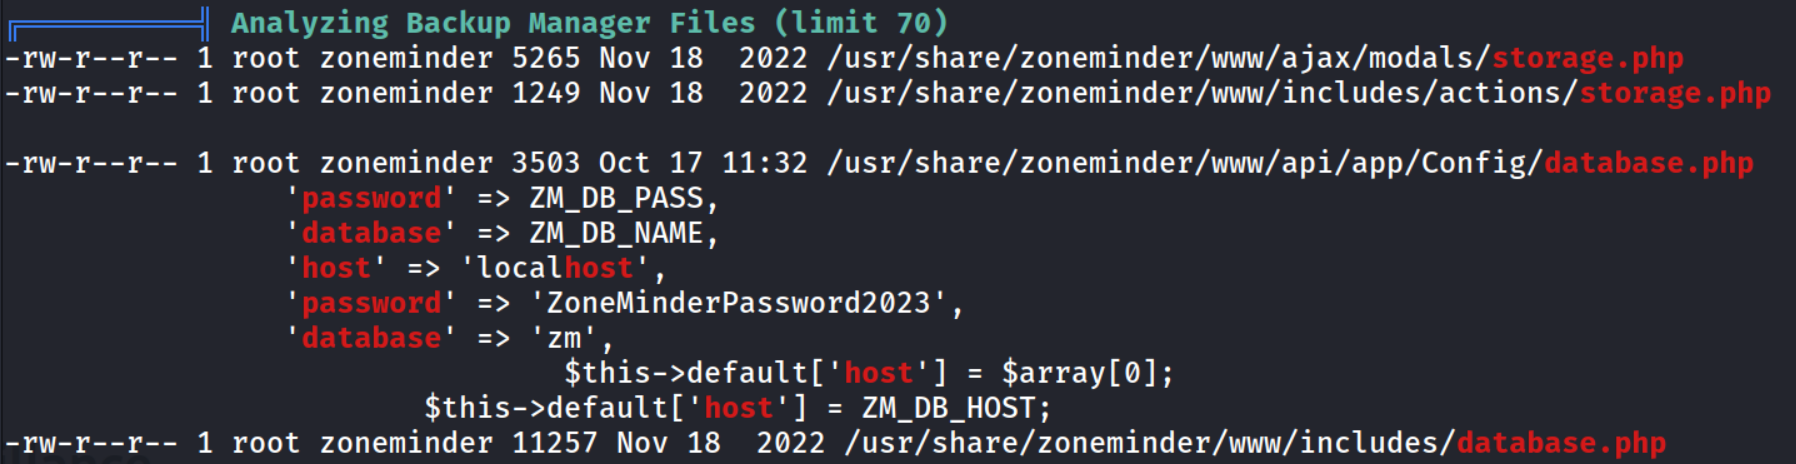 Analyzing Backup Manager Files (limit 70)
-rw-r--r-- 1 root zoneminder 5265 Nov 18  2022 /usr/share/zoneminder/www/ajax/modals/storage.php
-rw-r--r-- 1 root zoneminder 1249 Nov 18  2022 /usr/share/zoneminder/www/includes/actions/storage.php
-rw-r--r-- 1 root zoneminder 3503 Oct 17 11:32 /usr/share/zoneminder/www/api/app/Config/database.php
'password' => ZM_DB_PASS,
'database' => ZM_DB_NAME,
'host' => 'localhost',
'password' => 'ZoneMinderPassword2023',
'database' => 'zm',
$this->default['host'] = $array[0];
$this->default['host'] = ZM_DB_HOST;
-rw-r--r-- 1 root zoneminder 11257 Nov 18  2022 /usr/share/zoneminder/www/includes/database.php